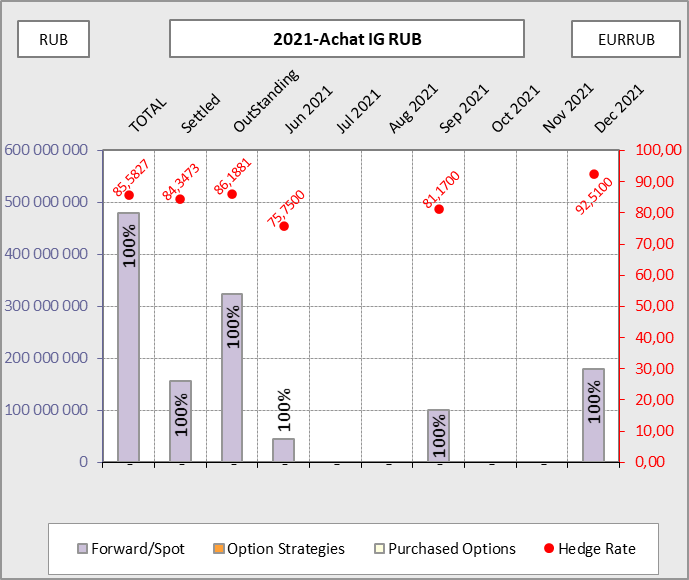 RUB
2021-Achat IG RUB
EURRUB
TOTAL
Settled
OutStanding
Jun 2021
Jul 2021
Aug 2021
Sep 2021
Oct 2021
Nov 2021
Dec 2021
600 000 000
500 000 000
400 000 000
300 000 000
200 000 000
100 000 000
0
100,00
90,00
80,00
70,00
60,00
50,00
40,00
30,00
20,00
10,00
0,00
85,5827
84,3473
86,1881
75,7500
81,1700
92,5100
100%
100%
100%
100%
100%
100%
- - - - - - - - - -
Forward/Spot Option Strategies Purchased Options Hedge Rate